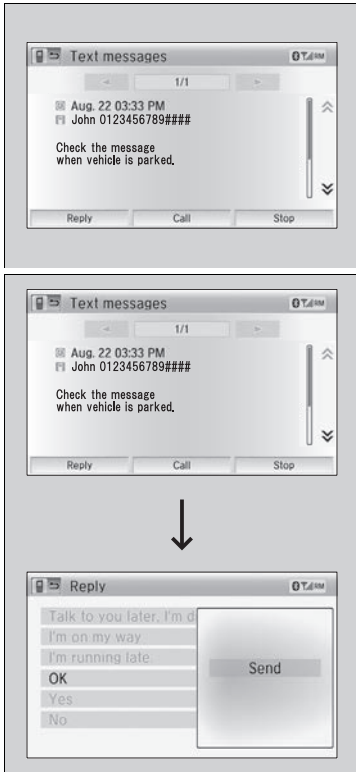 Text messages
1/1
Aug. 22 03:33 PM
John 0123456789####
Check the message
when vehicle is parked.
Reply Call Stop
Text messages
1/1
Aug. 22 03:33 PM
John 0123456789####
Check the message
when vehicle is parked.
Reply Call Stop
Reply
Talk to you later, I'm d
I'm on my way
I'm running late
Send
OK
Yes
No